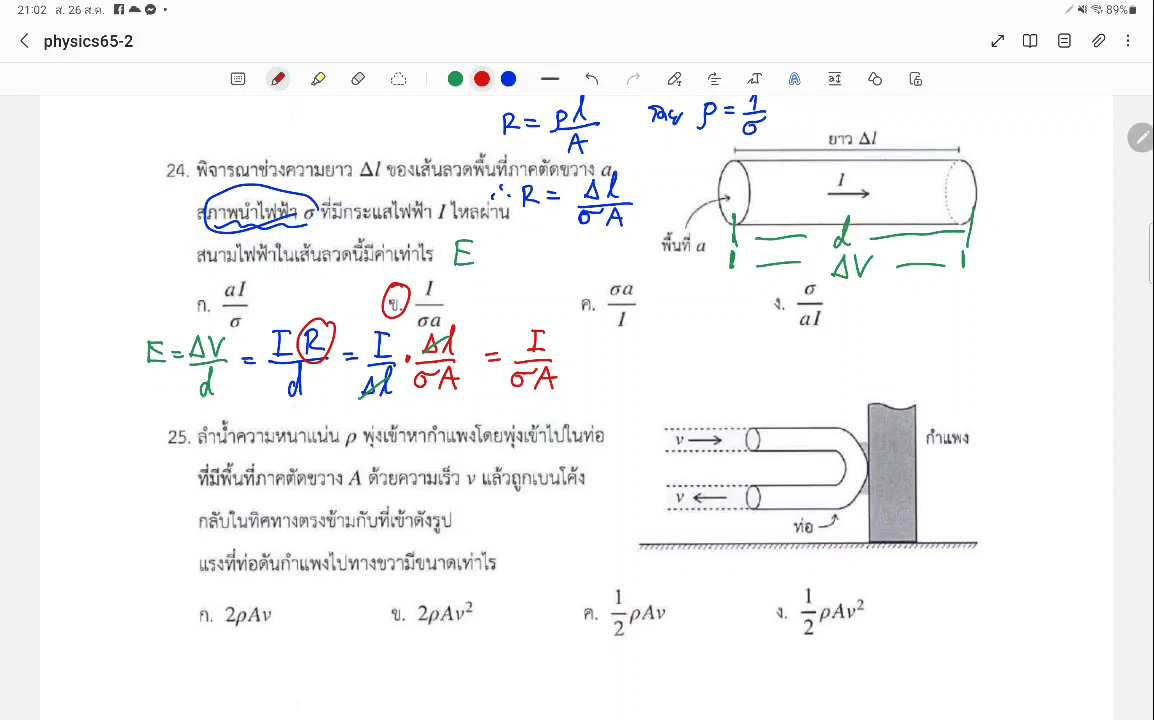 21:02 ส. 26 ส.ค. 89%
physics65-2
R = ρl/A โดย ρ = 1/σ
24. พิจารณาช่วงความยาว Δl ของเส้นลวดพื้นที่ภาคตัดขวาง a
สภาพนำไฟฟ้า σ ที่มีกระแสไฟฟ้า I ไหลผ่าน
∴ R = Δl/σA
สนามไฟฟ้าในเส้นลวดนี้มีค่าเท่าไร E
ยาว Δl
I
พื้นที่ a
d
ΔV
ก. aI/σ ข. I/σa ค. σa/I ง. σ/aI
E = ΔV/d = IR/d = I/Δl · Δl/σA = I/σA
25. ลำน้ำความหนาแน่น ρ พุ่งเข้าหากำแพงโดยพุ่งเข้าไปในท่อ
ที่มีพื้นที่ภาคตัดขวาง A ด้วยความเร็ว v แล้วถูกเบนโค้ง
กลับในทิศทางตรงข้ามกับที่เข้าดังรูป
แรงที่ท่อดันกำแพงไปทางขวามีขนาดเท่าไร
v
กำแพง
v
ท่อ
ก. 2ρAv ข. 2ρAv² ค. 1/2 ρAv ง. 1/2 ρAv²